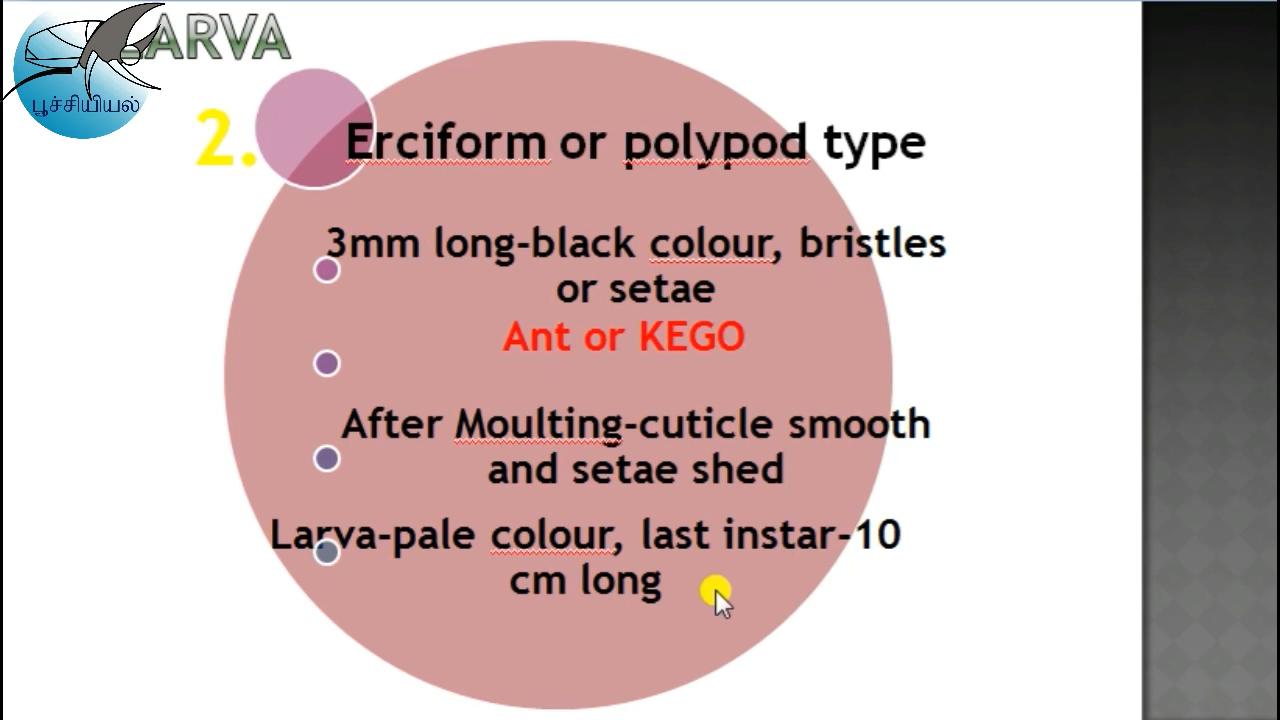 LARVA
பூச்சியியல்
2.
Erciform or polypod type
3mm long-black colour, bristles
or setae
Ant or KEGO
After Moulting-cuticle smooth
and setae shed
Larva-pale colour, last instar-10
cm long